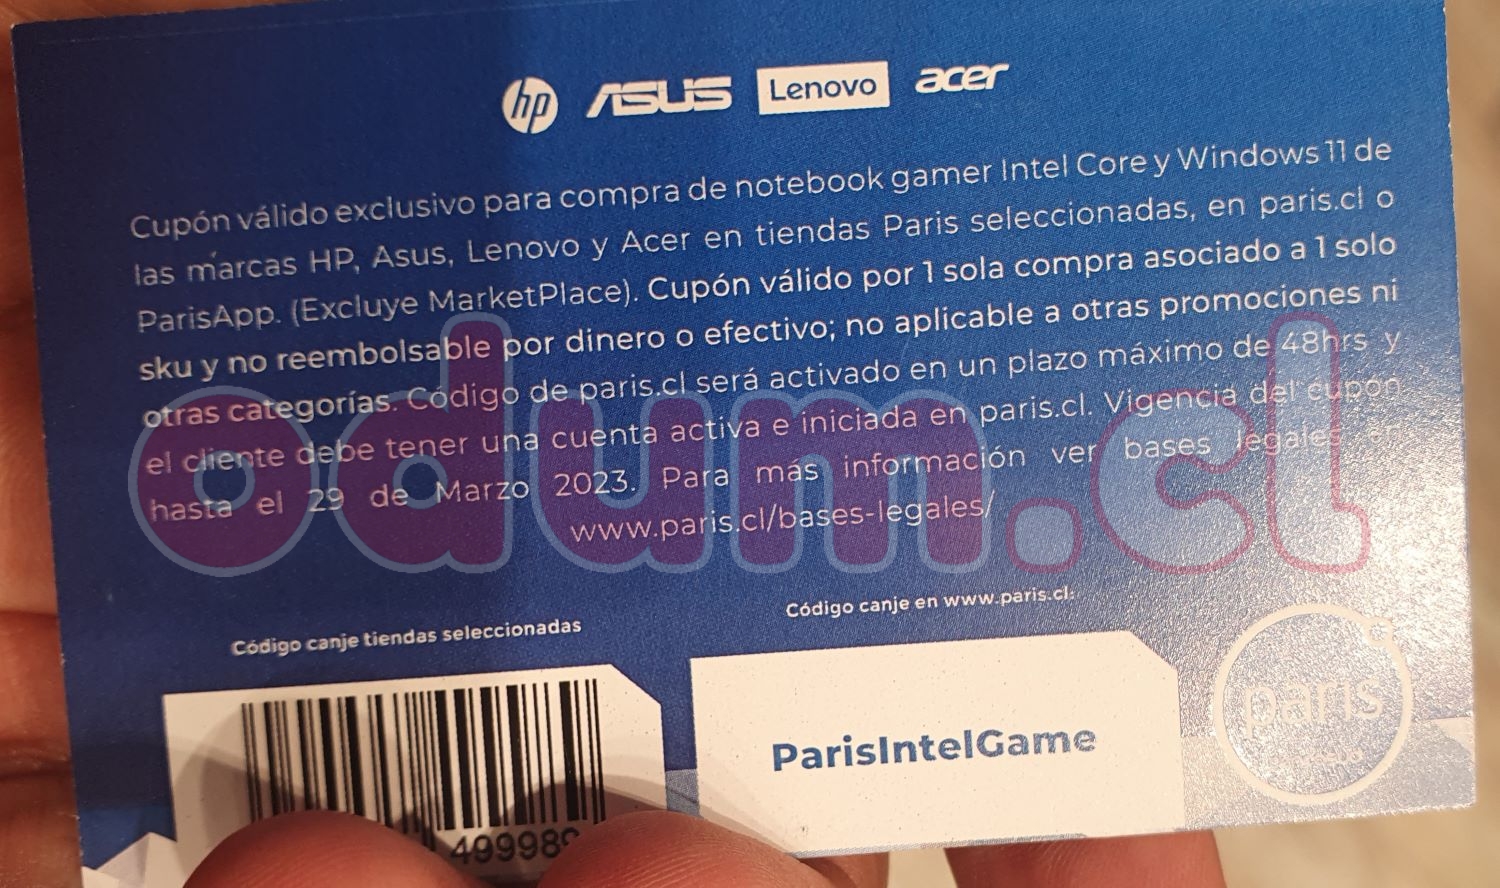 hp ASUS Lenovo acer
Cupón válido exclusivo para compra de notebook gamer Intel Core y Windows 11 de
las marcas HP, Asus, Lenovo y Acer en tiendas Paris seleccionadas, en paris.cl o
ParisApp. (Excluye MarketPlace). Cupón válido por 1 sola compra asociado a 1 solo
sku y no reembolsable por dinero o efectivo; no aplicable a otras promociones ni
otras categorías. Código de paris.cl será activado en un plazo máximo de 48hrs y
el cliente debe tener una cuenta activa e iniciada en paris.cl. Vigencia del cupón
hasta el 29 de Marzo 2023. Para más información ver bases legales en
www.paris.cl/bases-legales/
odum.cl
Código canje tiendas seleccionadas
Código canje en www.paris.cl:
ParisIntelGame
paris